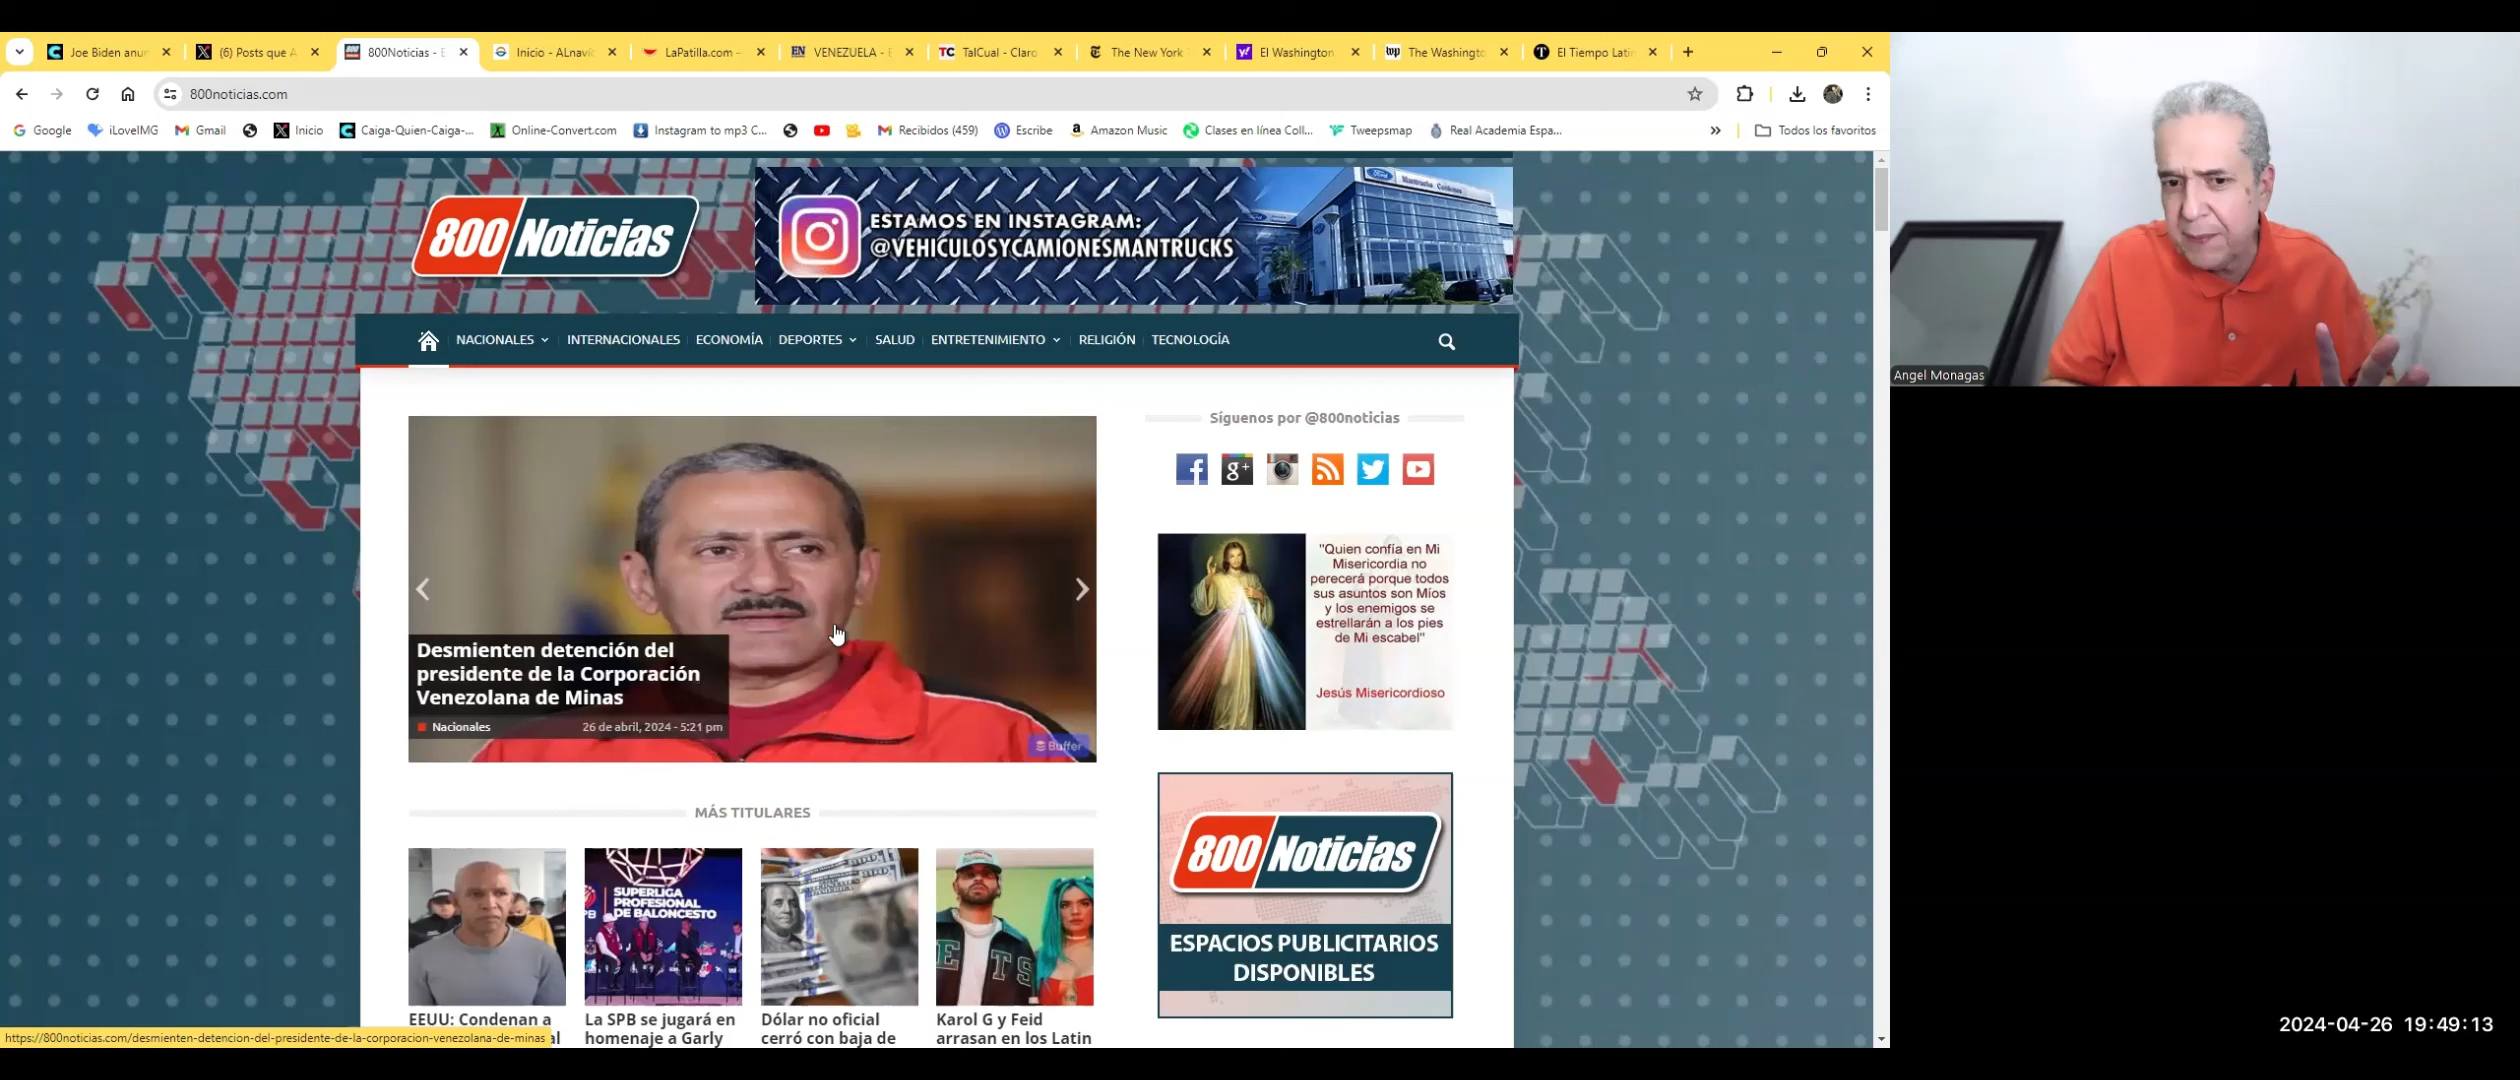 Joe Biden anun
(6) Posts que A
800Noticias - E
Inicio - ALnavío
LaPatilla.com -
EN VENEZUELA - E
TC TalCual - Claro
The New York
El Washington
wp The Washingto
T El Tiempo Lati
800noticias.com
Google
iLoveIMG
Gmail
Inicio
Caiga-Quien-Caiga-...
Online-Convert.com
Instagram to mp3 C...
Recibidos (459)
Escribe
Amazon Music
Clases en línea Coll...
Tweepsmap
Real Academia Espa...
Todos los favoritos
800 Noticias
ESTAMOS EN INSTAGRAM:
@VEHICULOSYCAMIONESMANTRUCKS
Ford
NACIONALES INTERNACIONALES ECONOMÍA DEPORTES SALUD ENTRETENIMIENTO RELIGIÓN TECNOLOGÍA
Angel Monagas
Desmienten detención del
presidente de la Corporación
Venezolana de Minas
Nacionales 26 de abril, 2024 - 5:21 pm
Buffer
Síguenos por @800noticias
"Quien confía en Mi
Misericordia no
perecerá porque todos
sus asuntos son Míos
y los enemigos se
estrellarán a los pies
de Mi escabel"
Jesús Misericordioso
800 Noticias
ESPACIOS PUBLICITARIOS
DISPONIBLES
MÁS TITULARES
SUPERLIGA
PROFESIONAL
DE BALONCESTO
EEUU: Condenan a
La SPB se jugará en
homenaje a Garly
Dólar no oficial
cerró con baja de
Karol G y Feid
arrasan en los Latin
https://800noticias.com/desmienten-detencion-del-presidente-de-la-corporacion-venezolana-de-minas
2024-04-26 19:49:13